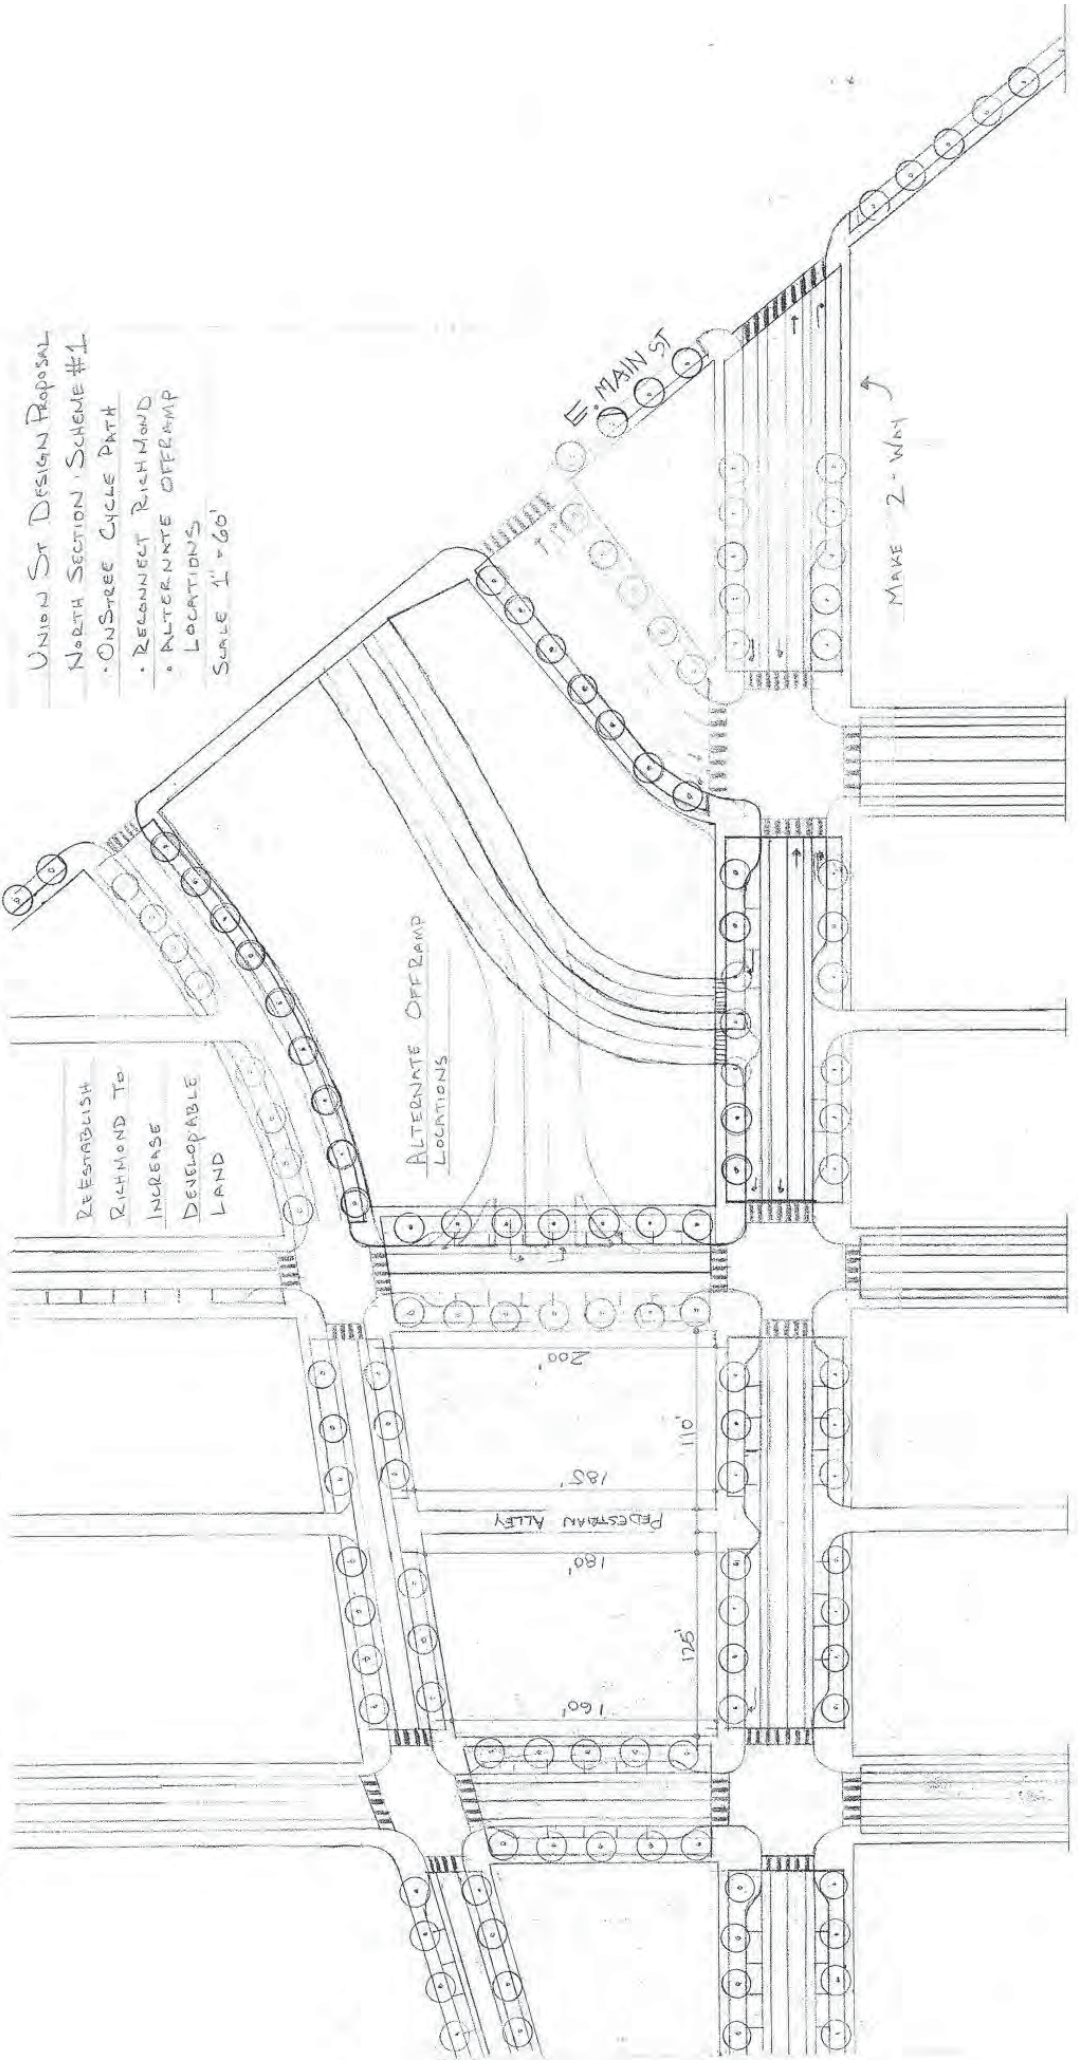 UNION ST DESIGN PROPOSAL
NORTH SECTION · SCHEME #1
· ONSTREE CYCLE PATH
· RECONNECT RICHMOND
· ALTERNATE OFFRAMP
LOCATIONS
SCALE 1" = 60'
E. MAIN ST
MAKE 2-WAY
REESTABLISH
RICHMOND TO
INCREASE
DEVELOPABLE
LAND
ALTERNATE OFFRAMP
LOCATIONS
200'
110'
185'
PEDESTRIAN ALLEY
180'
125'
160'